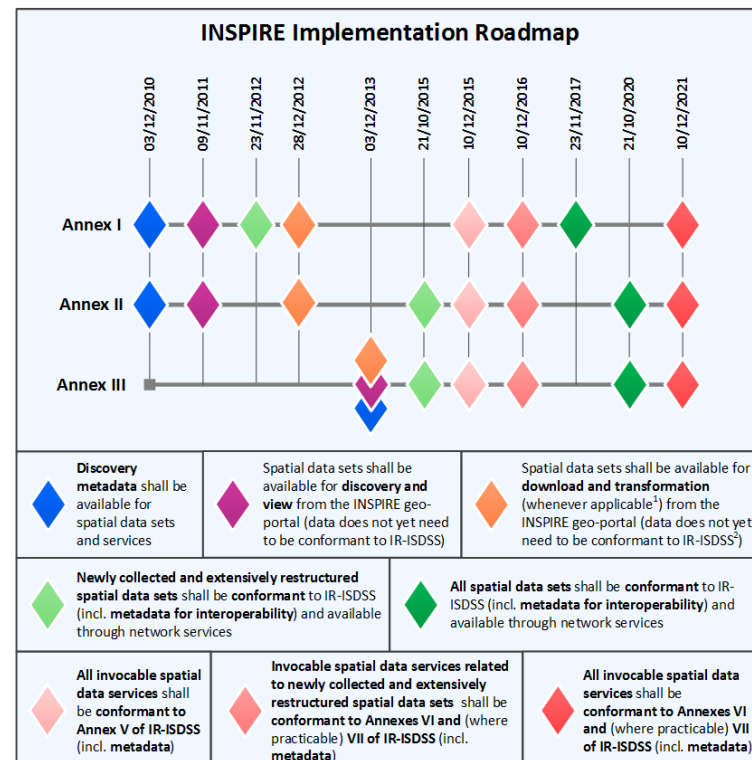 INSPIRE Implementation Roadmap
03/12/2010
09/11/2011
23/11/2012
28/12/2012
03/12/2013
21/10/2015
10/12/2015
10/12/2016
23/11/2017
21/10/2020
10/12/2021
Annex I
Annex II
Annex III
Discovery
metadata shall be
available for
spatial data sets
and services
Spatial data sets shall be
available for discovery and
view from the INSPIRE geo-
portal (data does not yet need
to be conformant to IR-ISDSS)
Spatial data sets shall be available for
download and transformation
(whenever applicable¹) from the
INSPIRE geo-portal (data does not yet
need to be conformant to IR-ISDSS²)
Newly collected and extensively restructured
spatial data sets shall be conformant to IR-ISDSS
(incl. metadata for interoperability) and available
through network services
All spatial data sets shall be conformant to IR-
ISDSS (incl. metadata for interoperability) and
available through network services
All invocable spatial
data services shall
be conformant to
Annex V of IR-ISDSS
(incl. metadata)
Invocable spatial data services related
to newly collected and extensively
restructured spatial data sets shall be
conformant to Annexes VI and (where
practicable) VII of IR-ISDSS (incl.
metadata)
All invocable spatial data
services shall be
conformant to Annexes VI
and (where practicable) VII
of IR-ISDSS (incl. metadata)